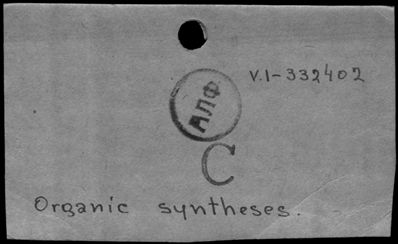 V.1-332402
АПФ
C
Organic syntheses.